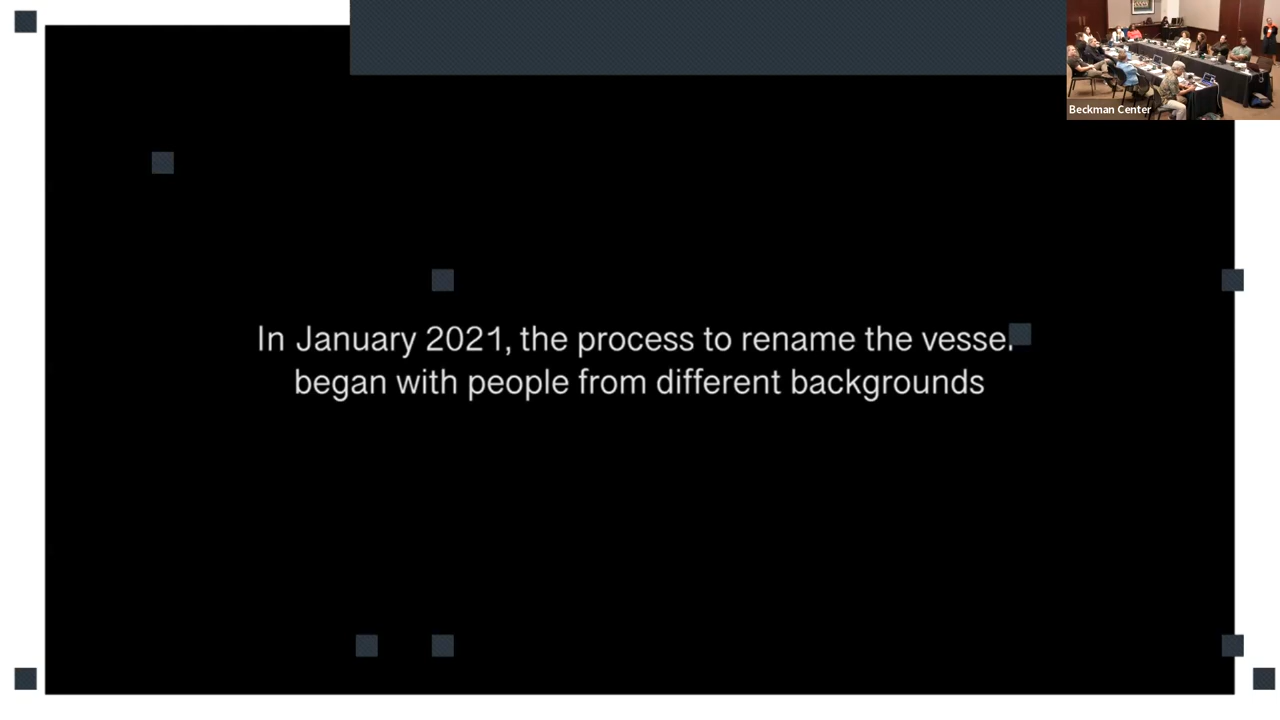 Beckman Center
In January 2021, the process to rename the vessel
began with people from different backgrounds